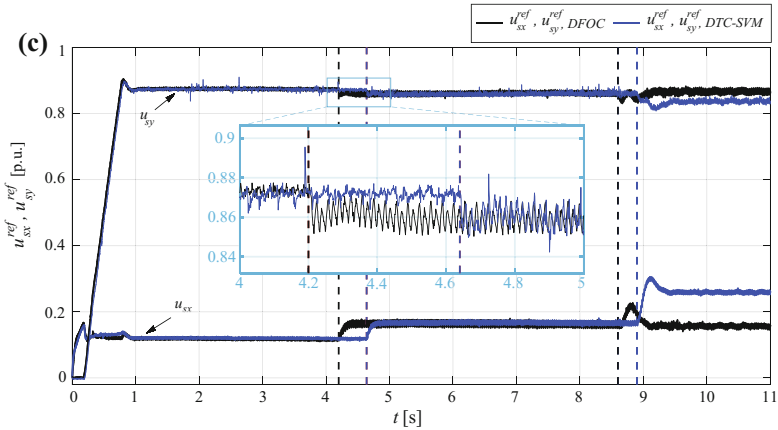 u_sx^ref , u_sy^ref, DFOC u_sx^ref , u_sy^ref, DTC-SVM
(c)
1
0.8
0.6
0.4
0.2
0
u_sx^ref , u_sy^ref [p.u.]
u_sy
u_sx
0.9
0.88
0.86
0.84
4 4.2 4.4 4.6 4.8 5
0 1 2 3 4 5 6 7 8 9 10 11
t [s]